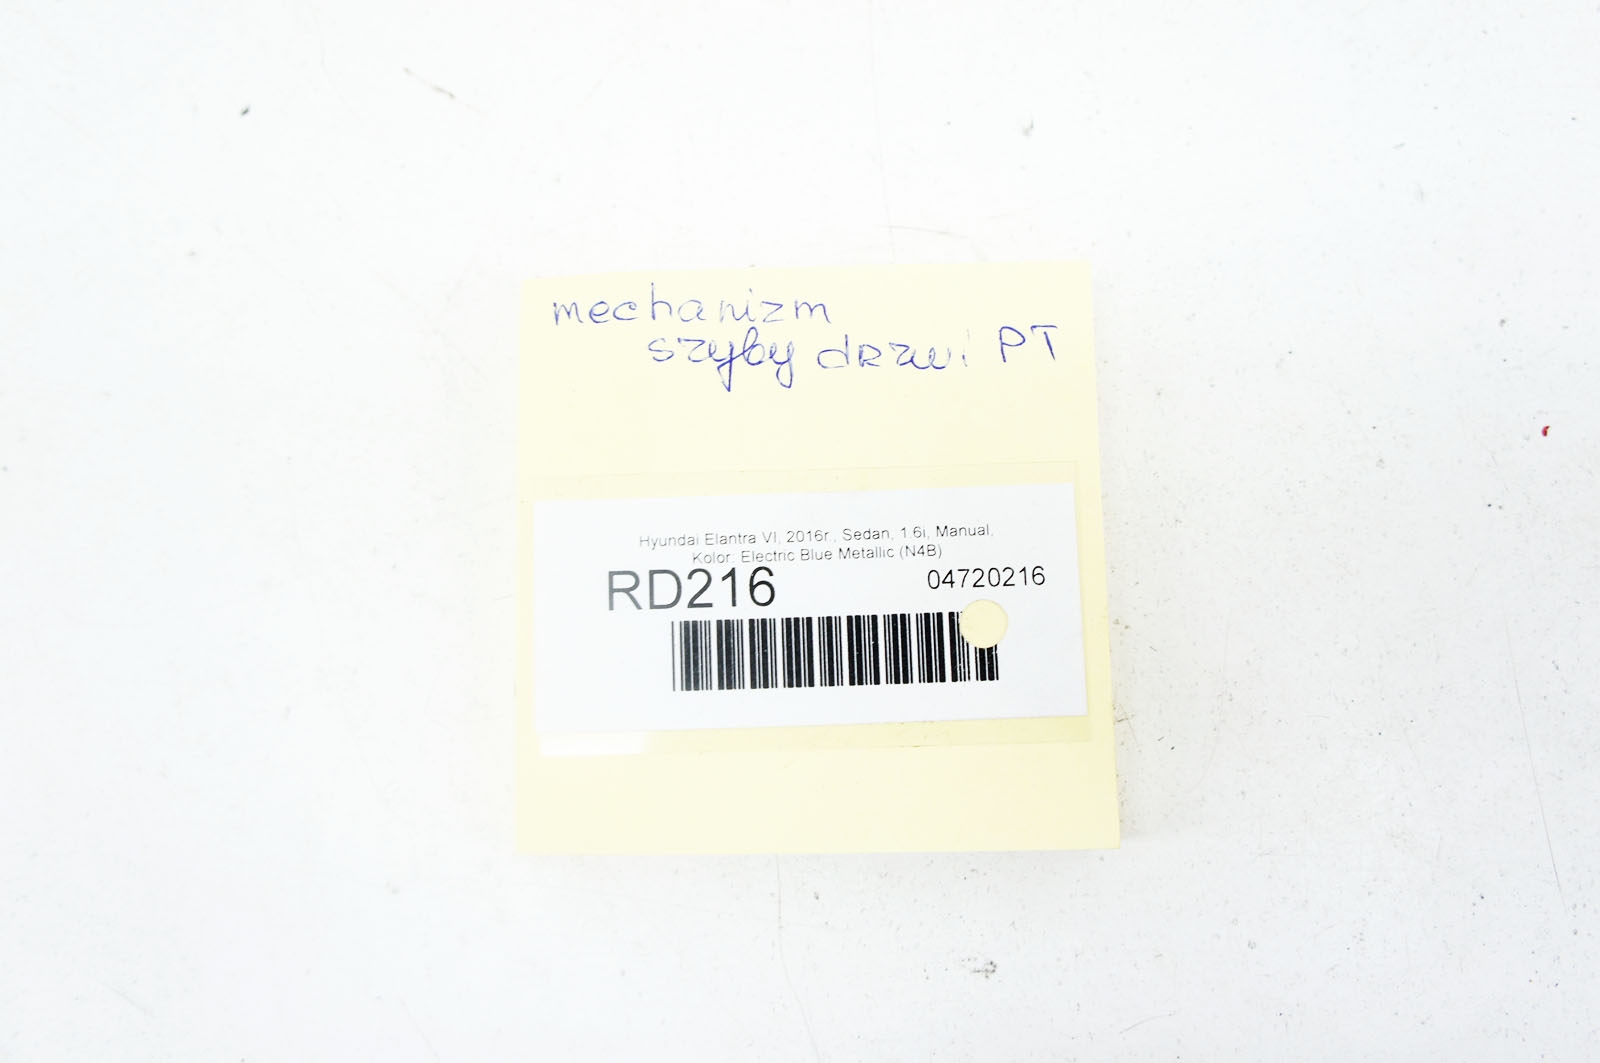 mechanizm
szyby drzwi PT
Hyundai Elantra VI, 2016r., Sedan, 1.6i, Manual,
Kolor: Electric Blue Metallic (N4B)
RD216 04720216